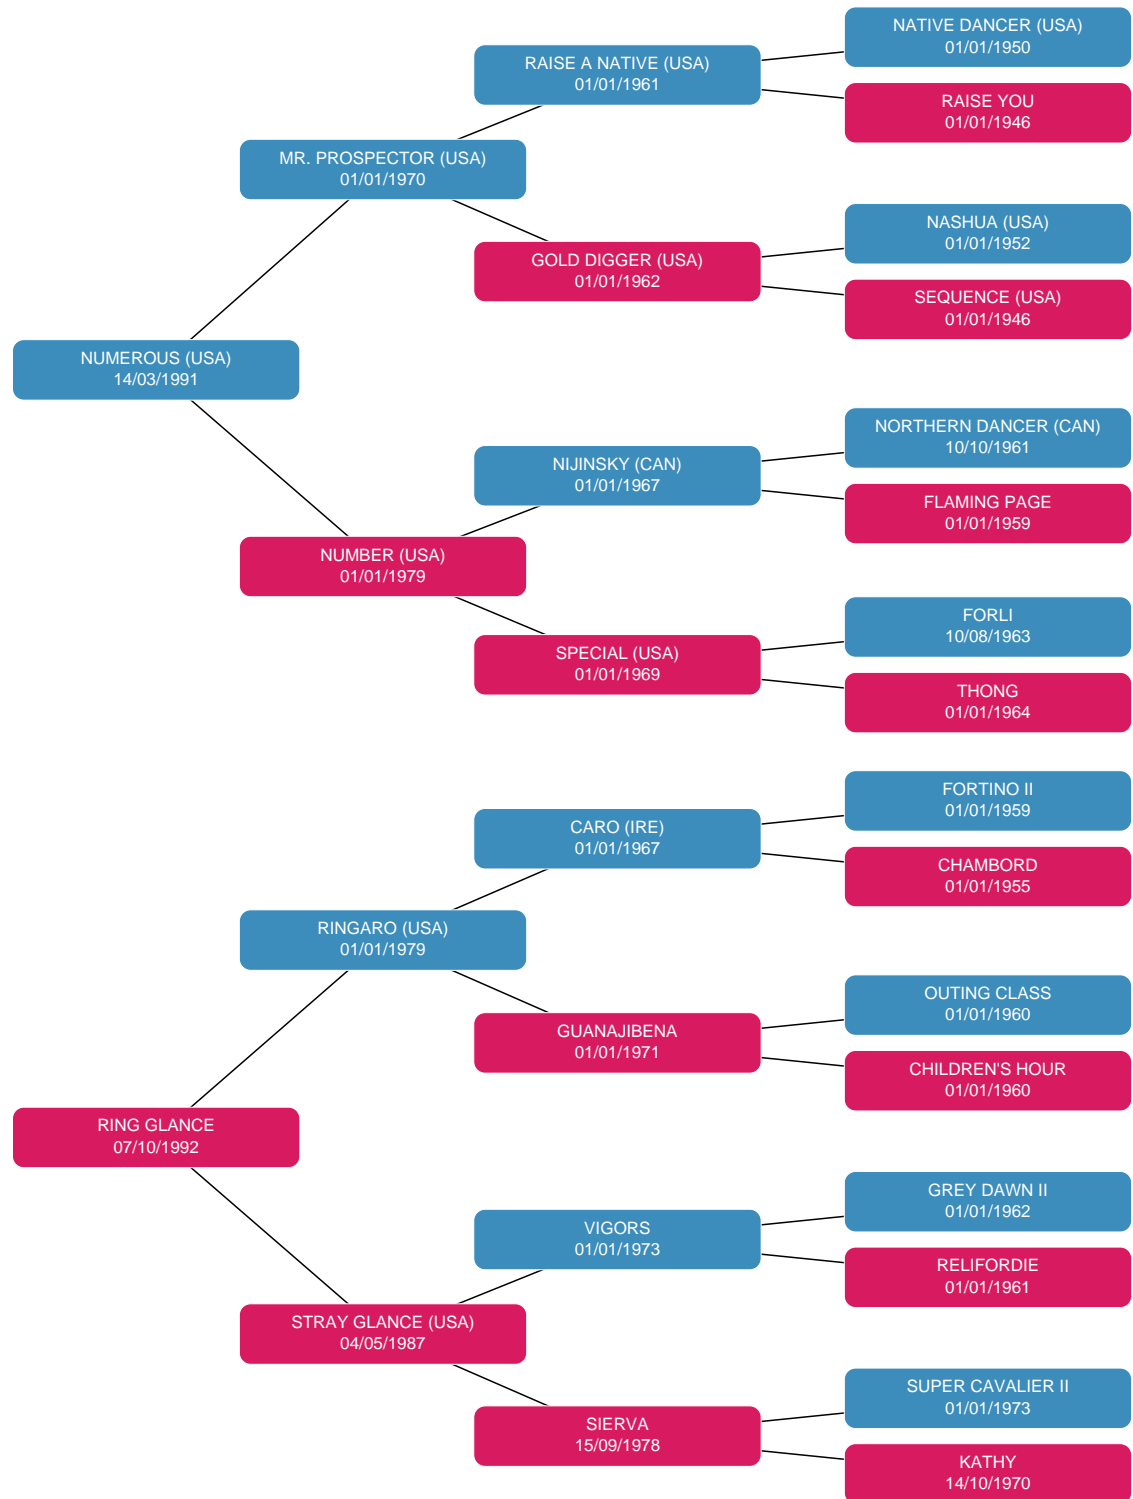 NATIVE DANCER (USA)
01/01/1950
RAISE A NATIVE (USA)
01/01/1961
RAISE YOU
01/01/1946
MR. PROSPECTOR (USA)
01/01/1970
NASHUA (USA)
01/01/1952
GOLD DIGGER (USA)
01/01/1962
SEQUENCE (USA)
01/01/1946
NUMEROUS (USA)
14/03/1991
NORTHERN DANCER (CAN)
10/10/1961
NIJINSKY (CAN)
01/01/1967
FLAMING PAGE
01/01/1959
NUMBER (USA)
01/01/1979
FORLI
10/08/1963
SPECIAL (USA)
01/01/1969
THONG
01/01/1964
FORTINO II
01/01/1959
CARO (IRE)
01/01/1967
CHAMBORD
01/01/1955
RINGARO (USA)
01/01/1979
OUTING CLASS
01/01/1960
GUANAJIBENA
01/01/1971
CHILDREN'S HOUR
01/01/1960
RING GLANCE
07/10/1992
GREY DAWN II
01/01/1962
VIGORS
01/01/1973
RELIFORDIE
01/01/1961
STRAY GLANCE (USA)
04/05/1987
SUPER CAVALIER II
01/01/1973
SIERVA
15/09/1978
KATHY
14/10/1970